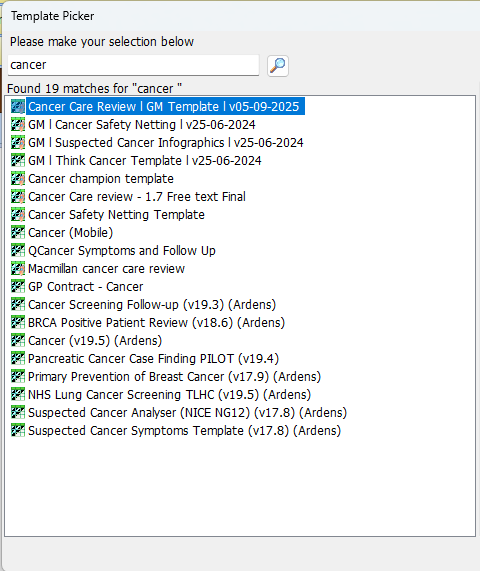 Template Picker
Please make your selection below
cancer
Found 19 matches for "cancer "
Cancer Care Review l GM Template l v05-09-2025
GM l Cancer Safety Netting l v25-06-2024
GM l Suspected Cancer Infographics l v25-06-2024
GM l Think Cancer Template l v25-06-2024
Cancer champion template
Cancer Care review - 1.7 Free text Final
Cancer Safety Netting Template
Cancer (Mobile)
QCancer Symptoms and Follow Up
Macmillan cancer care review
GP Contract - Cancer
Cancer Screening Follow-up (v19.3) (Ardens)
BRCA Positive Patient Review (v18.6) (Ardens)
Cancer (v19.5) (Ardens)
Pancreatic Cancer Case Finding PILOT (v19.4)
Primary Prevention of Breast Cancer (v17.9) (Ardens)
NHS Lung Cancer Screening TLHC (v19.5) (Ardens)
Suspected Cancer Analyser (NICE NG12) (v17.8) (Ardens)
Suspected Cancer Symptoms Template (v17.8) (Ardens)